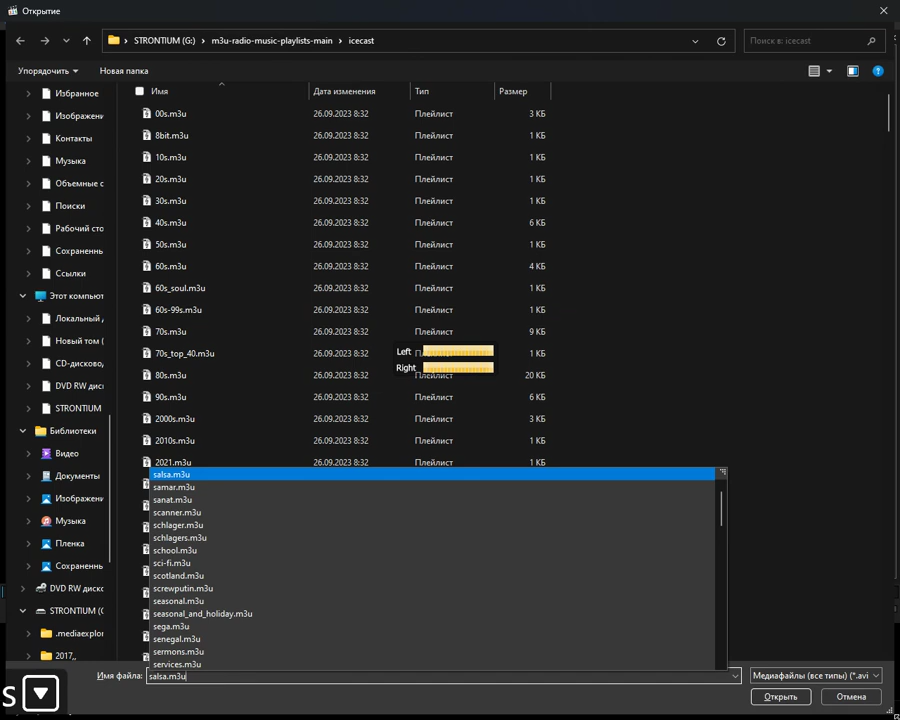 Открытие
STRONTIUM (G:) › m3u-radio-music-playlists-main › icecast
Поиск в: icecast
Упорядочить
Новая папка
Имя Дата изменения Тип Размер
Избранное
Изображени
Контакты
Музыка
Объемные с
Поиски
Рабочий сто
Сохраненны
Ссылки
Этот компьют
Локальный д
Новый том (
CD-дисково,
DVD RW диск
STRONTIUM
Библиотеки
Видео
Документы
Изображени
Музыка
Пленка
Сохраненны
DVD RW диско
STRONTIUM (G
.mediaexplor
2017,,
00s.m3u 26.09.2023 8:32 Плейлист 3 КБ
8bit.m3u 26.09.2023 8:32 Плейлист 1 КБ
10s.m3u 26.09.2023 8:32 Плейлист 1 КБ
20s.m3u 26.09.2023 8:32 Плейлист 1 КБ
30s.m3u 26.09.2023 8:32 Плейлист 1 КБ
40s.m3u 26.09.2023 8:32 Плейлист 6 КБ
50s.m3u 26.09.2023 8:32 Плейлист 1 КБ
60s.m3u 26.09.2023 8:32 Плейлист 4 КБ
60s_soul.m3u 26.09.2023 8:32 Плейлист 1 КБ
60s-99s.m3u 26.09.2023 8:32 Плейлист 1 КБ
70s.m3u 26.09.2023 8:32 Плейлист 9 КБ
70s_top_40.m3u 26.09.2023 8:32 Плейлист 1 КБ
80s.m3u 26.09.2023 8:32 Плейлист 20 КБ
90s.m3u 26.09.2023 8:32 Плейлист 6 КБ
2000s.m3u 26.09.2023 8:32 Плейлист 3 КБ
2010s.m3u 26.09.2023 8:32 Плейлист 1 КБ
2021.m3u 26.09.2023 8:32 Плейлист 1 КБ
Left
Right
salsa.m3u
samar.m3u
sanat.m3u
scanner.m3u
schlager.m3u
schlagers.m3u
school.m3u
sci-fi.m3u
scotland.m3u
screwputin.m3u
seasonal.m3u
seasonal_and_holiday.m3u
sega.m3u
senegal.m3u
sermons.m3u
services.m3u
Имя файла: salsa.m3u
Медиафайлы (все типы) (*.avi
Открыть Отмена
s